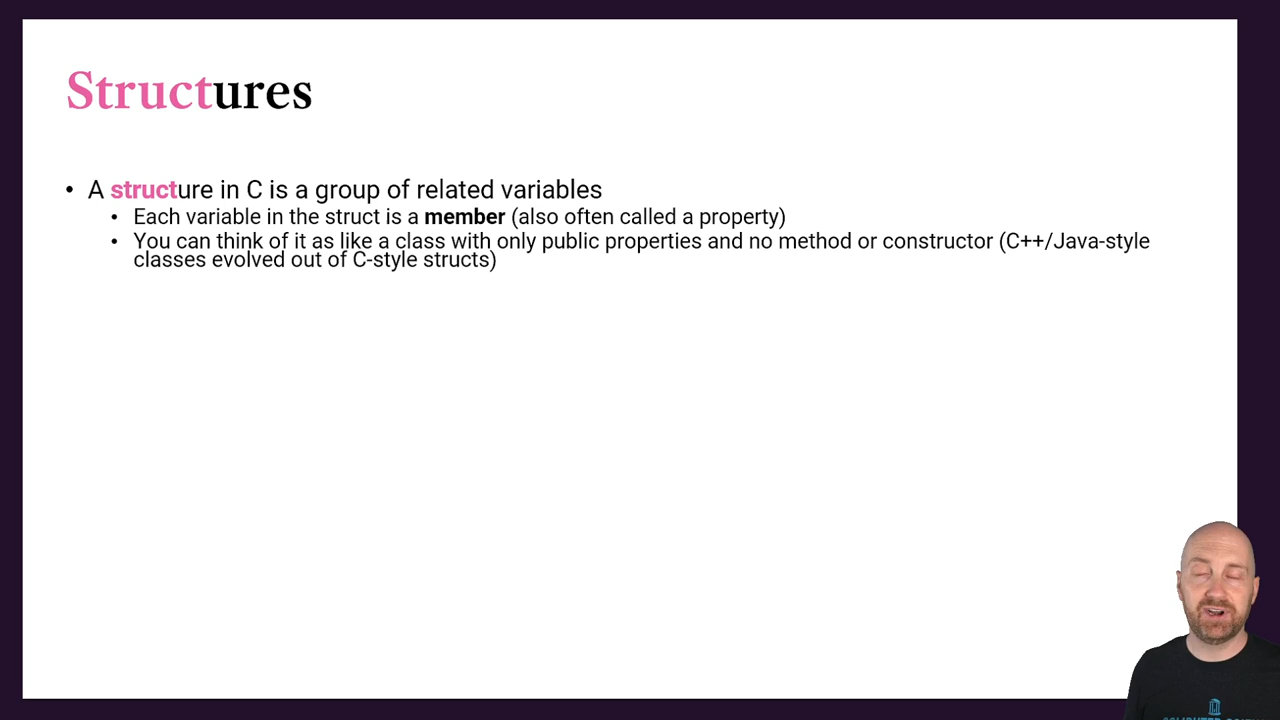 Structures
• A structure in C is a group of related variables
• Each variable in the struct is a member (also often called a property)
• You can think of it as like a class with only public properties and no method or constructor (C++/Java-style
classes evolved out of C-style structs)